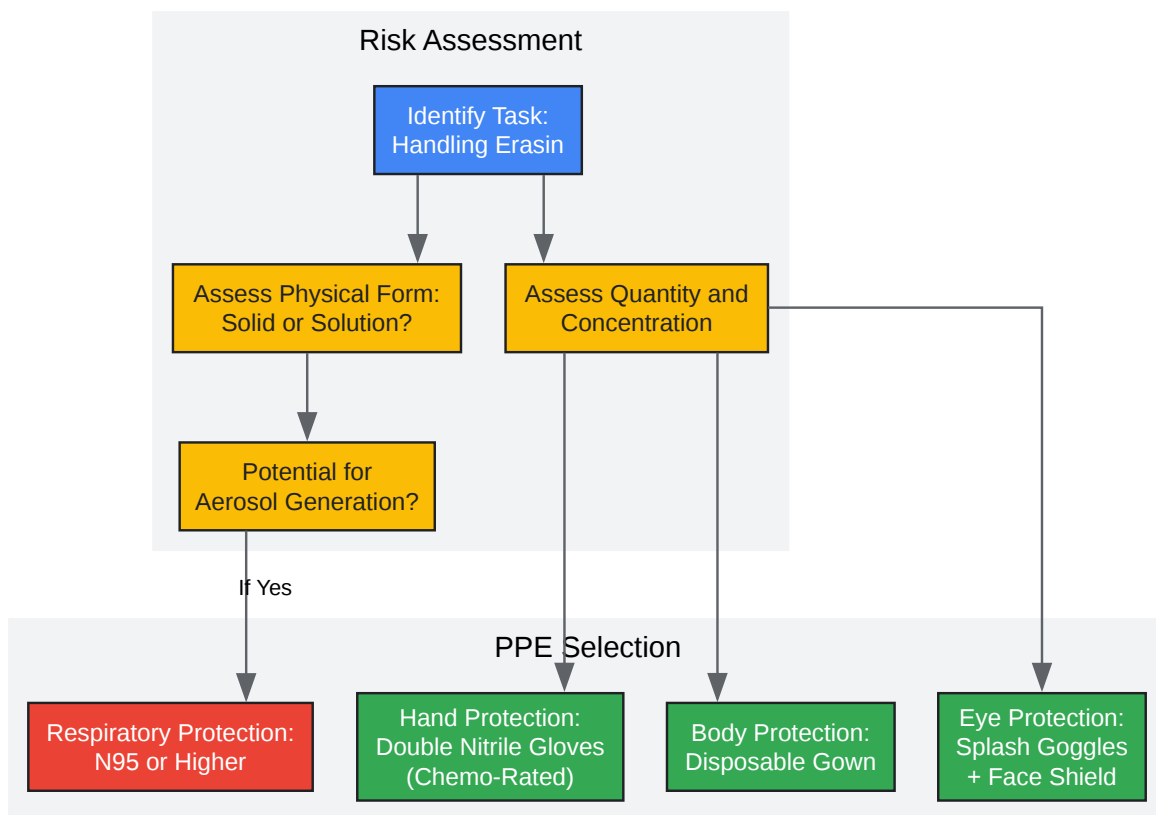 Risk Assessment
Identify Task:
Handling Erasin
Assess Physical Form:
Solid or Solution?
Assess Quantity and
Concentration
Potential for
Aerosol Generation?
If Yes
PPE Selection
Respiratory Protection:
N95 or Higher
Hand Protection:
Double Nitrile Gloves
(Chemo-Rated)
Body Protection:
Disposable Gown
Eye Protection:
Splash Goggles
+ Face Shield